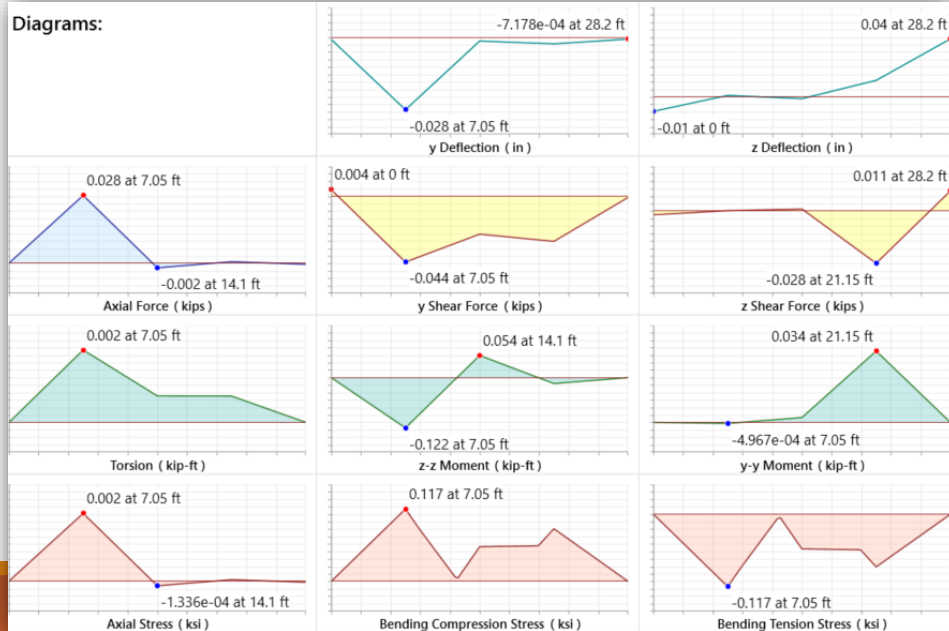 Diagrams:
-7.178e-04 at 28.2 ft
-0.028 at 7.05 ft
y Deflection ( in )
0.04 at 28.2 ft
-0.01 at 0 ft
z Deflection ( in )
0.028 at 7.05 ft
-0.002 at 14.1 ft
Axial Force ( kips )
0.004 at 0 ft
-0.044 at 7.05 ft
y Shear Force ( kips )
0.011 at 28.2 ft
-0.028 at 21.15 ft
z Shear Force ( kips )
0.002 at 7.05 ft
Torsion ( kip-ft )
0.054 at 14.1 ft
-0.122 at 7.05 ft
z-z Moment ( kip-ft )
0.034 at 21.15 ft
-4.967e-04 at 7.05 ft
y-y Moment ( kip-ft )
0.002 at 7.05 ft
-1.336e-04 at 14.1 ft
Axial Stress ( ksi )
0.117 at 7.05 ft
Bending Compression Stress ( ksi )
-0.117 at 7.05 ft
Bending Tension Stress ( ksi )